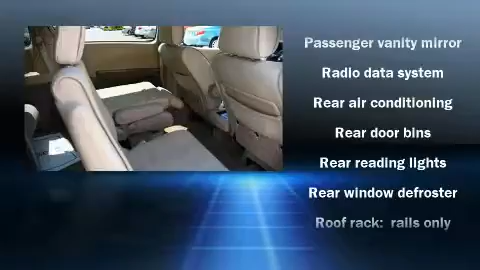 Passenger vanity mirror
Radio data system
Rear air conditioning
Rear door bins
Rear reading lights
Rear window defroster
Roof rack: rails only